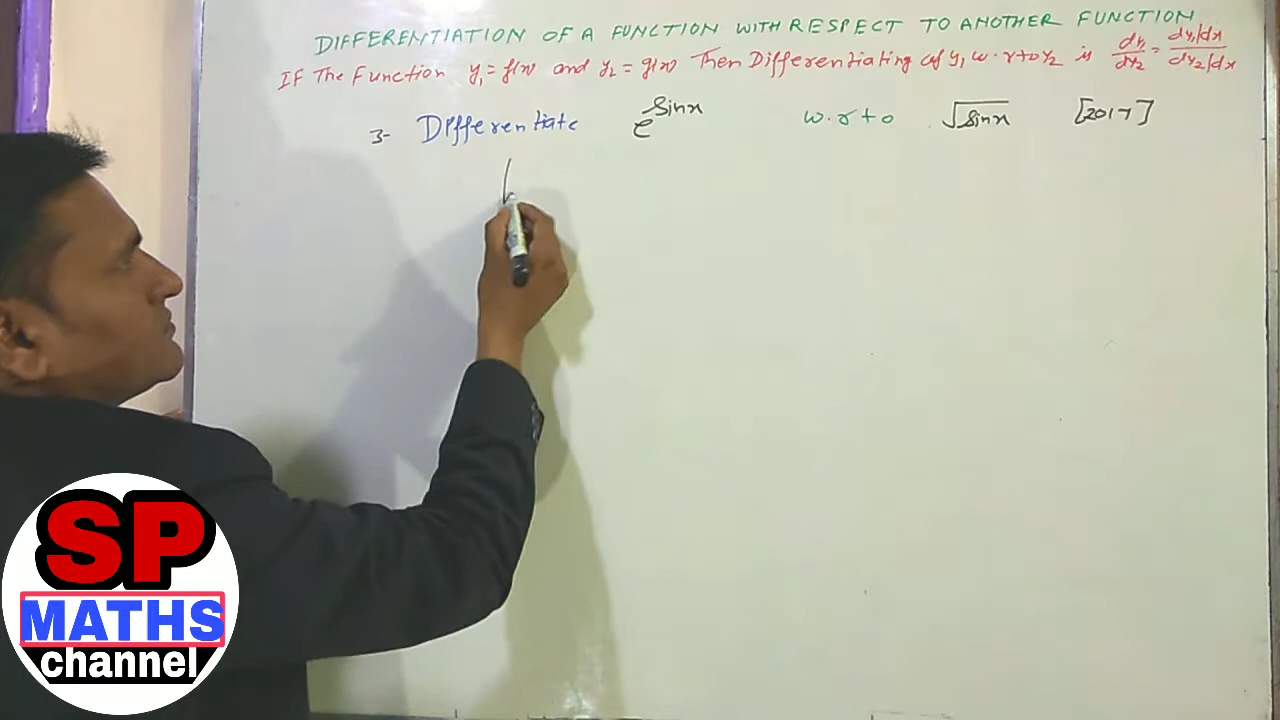 DIFFERENTIATION OF A FUNCTION WITH RESPECT TO ANOTHER FUNCTION
IF The Function y₁ = f(x) and y₂ = g(x) Then Differentiating of y₁ w.r to y₂ is dy₁/dy₂ = dy₁/dx / dy₂/dx
3- Differentiate e^sinx w.r to √sinx [2017]
SP
MATHS
channel